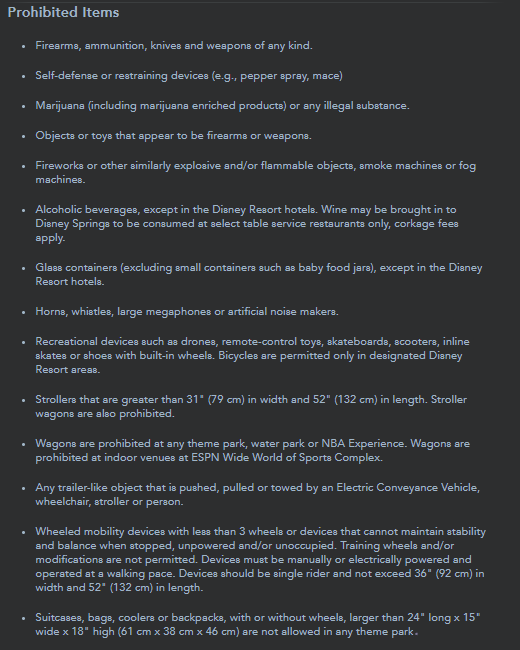 Prohibited Items
• Firearms, ammunition, knives and weapons of any kind.
• Self-defense or restraining devices (e.g., pepper spray, mace)
• Marijuana (including marijuana enriched products) or any illegal substance.
• Objects or toys that appear to be firearms or weapons.
• Fireworks or other similarly explosive and/or flammable objects, smoke machines or fog
machines.
• Alcoholic beverages, except in the Disney Resort hotels. Wine may be brought in to
Disney Springs to be consumed at select table service restaurants only, corkage fees
apply.
• Glass containers (excluding small containers such as baby food jars), except in the Disney
Resort hotels.
• Horns, whistles, large megaphones or artificial noise makers.
• Recreational devices such as drones, remote-control toys, skateboards, scooters, inline
skates or shoes with built-in wheels. Bicycles are permitted only in designated Disney
Resort areas.
• Strollers that are greater than 31" (79 cm) in width and 52" (132 cm) in length. Stroller
wagons are also prohibited.
• Wagons are prohibited at any theme park, water park or NBA Experience. Wagons are
prohibited at indoor venues at ESPN Wide World of Sports Complex.
• Any trailer-like object that is pushed, pulled or towed by an Electric Conveyance Vehicle,
wheelchair, stroller or person.
• Wheeled mobility devices with less than 3 wheels or devices that cannot maintain stability
and balance when stopped, unpowered and/or unoccupied. Training wheels and/or
modifications are not permitted. Devices must be manually or electrically powered and
operated at a walking pace. Devices should be single rider and not exceed 36" (92 cm) in
width and 52" (132 cm) in length.
• Suitcases, bags, coolers or backpacks, with or without wheels, larger than 24" long x 15"
wide x 18" high (61 cm x 38 cm x 46 cm) are not allowed in any theme park.